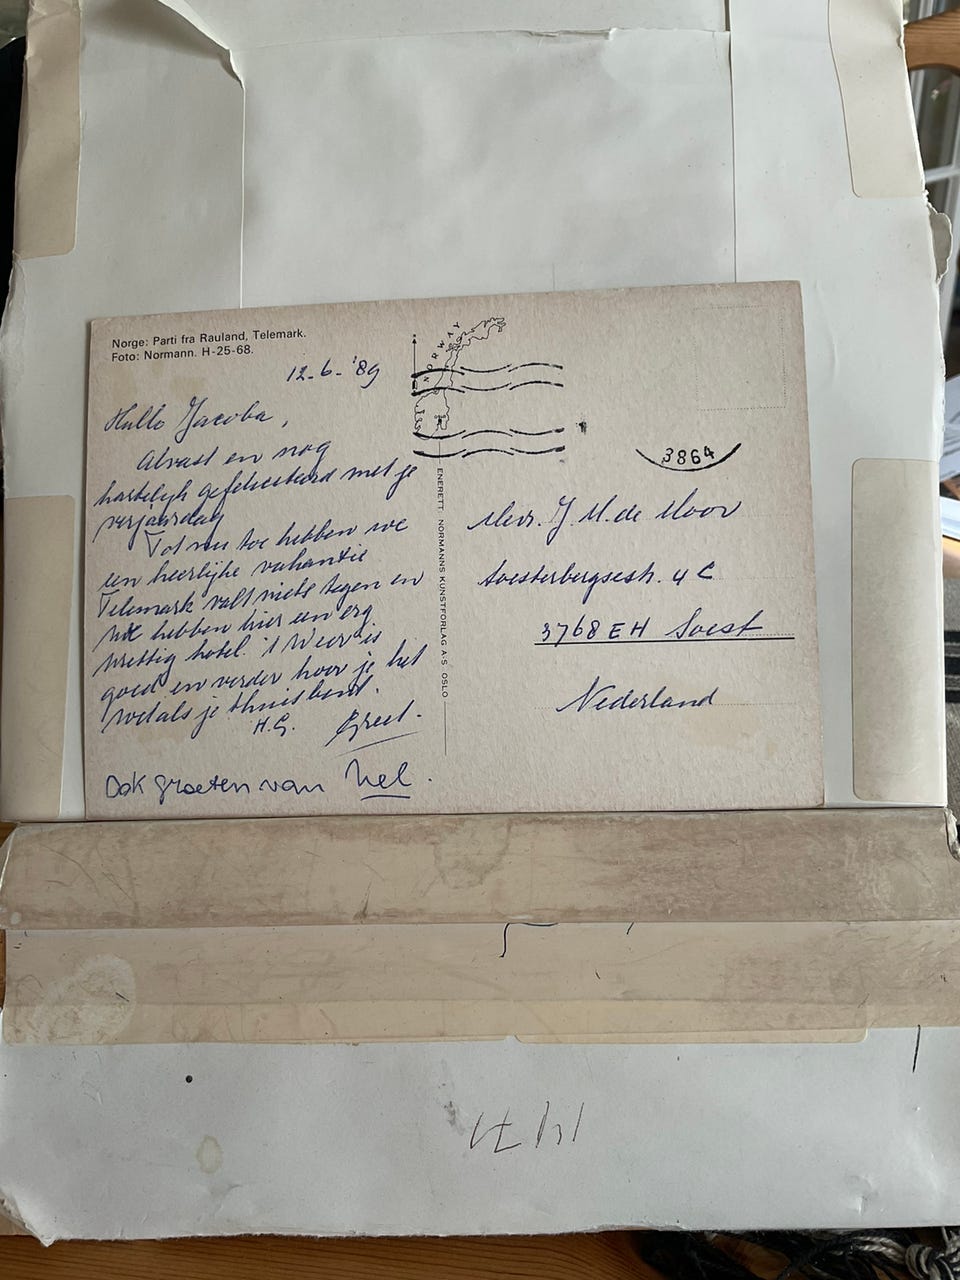 Norge: Parti fra Rauland, Telemark.
Foto: Normann. H-25-68.
12-6-'89
Hallo Jacoba,
Alvast en nog
hartelijk gefeliciteerd met je
verjaardag
Tot nu toe hebben we
een heerlijke vakantie
Telemark valt niets tegen en
we hebben hier een erg
prettig hotel. 't Weer is
goed en verder hoor je het
wel als je thuis bent.
H.G. Greet.
Ook groeten van Nel.
NORWAY
ENERETT: NORMANNS KUNSTFORLAG A-S OSLO
3864
Mevr. J. M. de Moor
Soesterbergsestr. 4 C
3768 EH Soest
Nederland